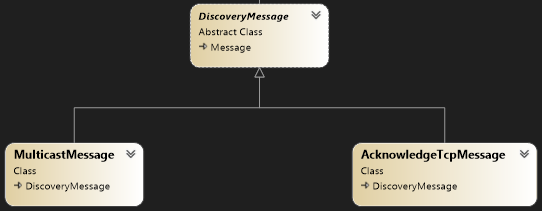 DiscoveryMessage
Abstract Class
Message
MulticastMessage
Class
DiscoveryMessage
AcknowledgeTcpMessage
Class
DiscoveryMessage